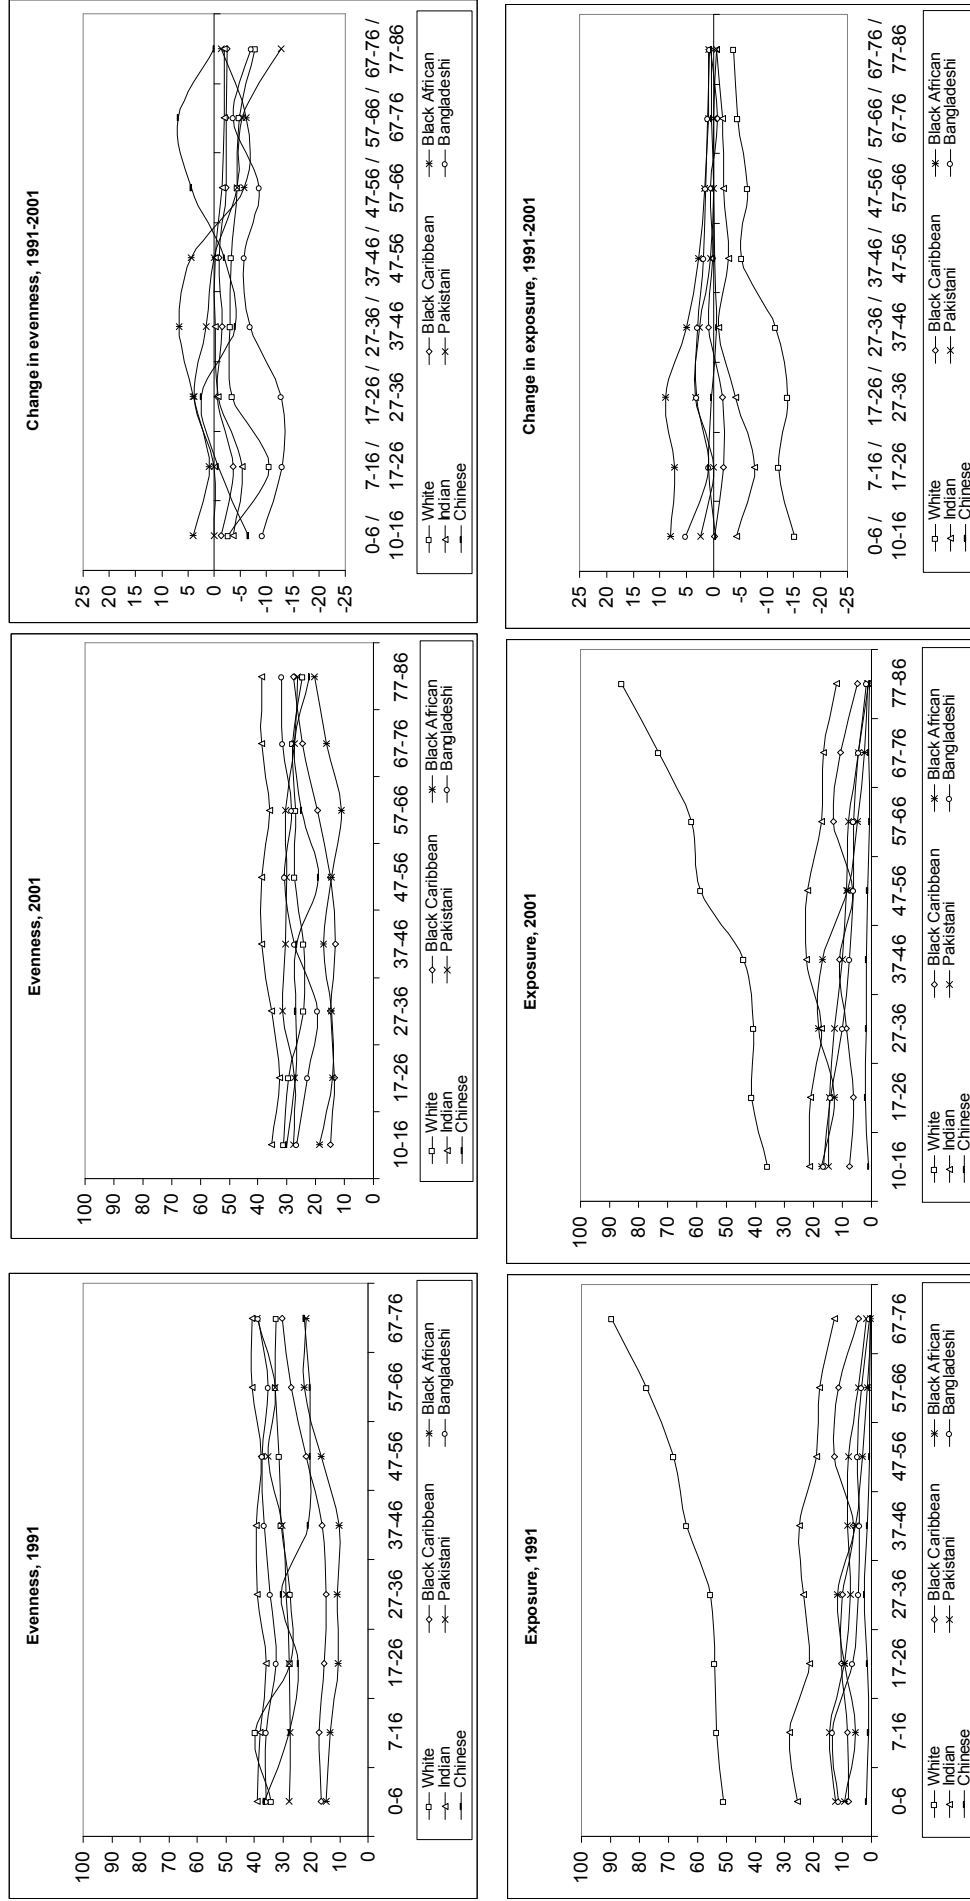 Evenness, 1991
100
90
80
70
60
50
40
30
20
10
0
0-6 7-16 17-26 27-36 37-46 47-56 57-66 67-76
White Black Caribbean Black African
Indian Pakistani Bangladeshi
Chinese
Evenness, 2001
100
90
80
70
60
50
40
30
20
10
0
10-16 17-26 27-36 37-46 47-56 57-66 67-76 77-86
White Black Caribbean Black African
Indian Pakistani Bangladeshi
Chinese
Change in evenness, 1991-2001
25
20
15
10
5
0
-5
-10
-15
-20
-25
0-6 / 7-16 / 17-26 / 27-36 / 37-46 / 47-56 / 57-66 / 67-76 /
10-16 17-26 27-36 37-46 47-56 57-66 67-76 77-86
White Black Caribbean Black African
Indian Pakistani Bangladeshi
Chinese
Exposure, 1991
100
90
80
70
60
50
40
30
20
10
0
0-6 7-16 17-26 27-36 37-46 47-56 57-66 67-76
White Black Caribbean Black African
Indian Pakistani Bangladeshi
Chinese
Exposure, 2001
100
90
80
70
60
50
40
30
20
10
0
10-16 17-26 27-36 37-46 47-56 57-66 67-76 77-86
White Black Caribbean Black African
Indian Pakistani Bangladeshi
Chinese
Change in exposure, 1991-2001
25
20
15
10
5
0
-5
-10
-15
-20
-25
0-6 / 7-16 / 17-26 / 27-36 / 37-46 / 47-56 / 57-66 / 67-76 /
10-16 17-26 27-36 37-46 47-56 57-66 67-76 77-86
White Black Caribbean Black African
Indian Pakistani Bangladeshi
Chinese